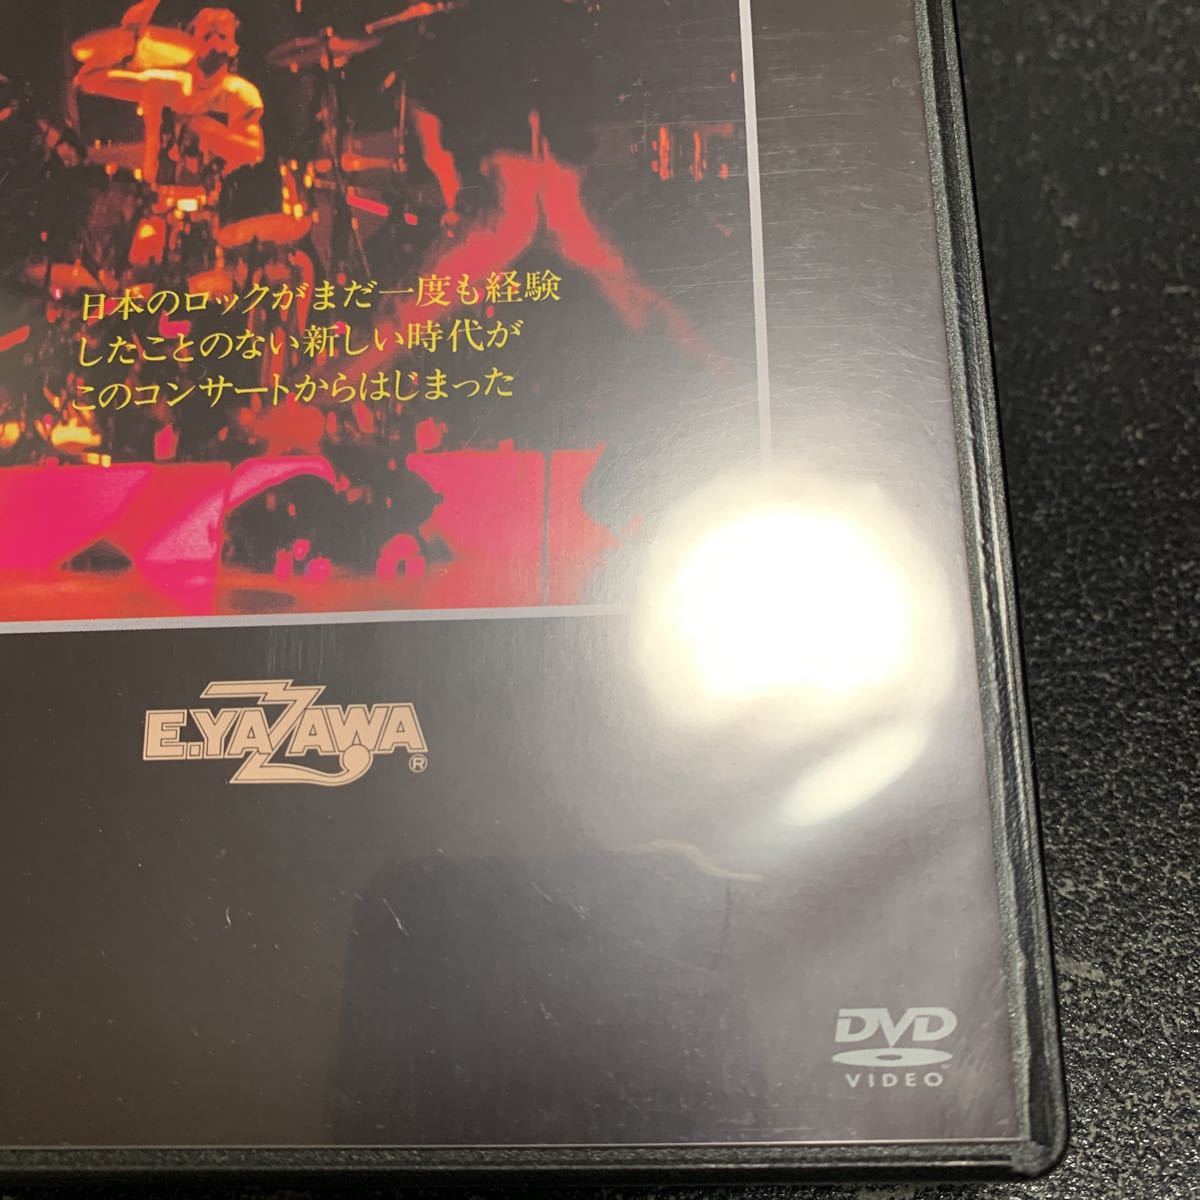 日本のロックがまだ一度も経験
したことのない新しい時代が
このコンサートからはじまった
E.YAZAWA®
DVD
VIDEO